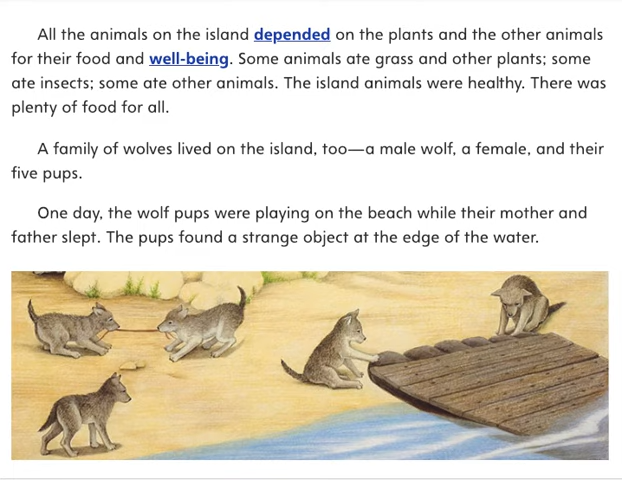 All the animals on the island depended on the plants and the other animals
for their food and well-being. Some animals ate grass and other plants; some
ate insects; some ate other animals. The island animals were healthy. There was
plenty of food for all.
A family of wolves lived on the island, too—a male wolf, a female, and their
five pups.
One day, the wolf pups were playing on the beach while their mother and
father slept. The pups found a strange object at the edge of the water.